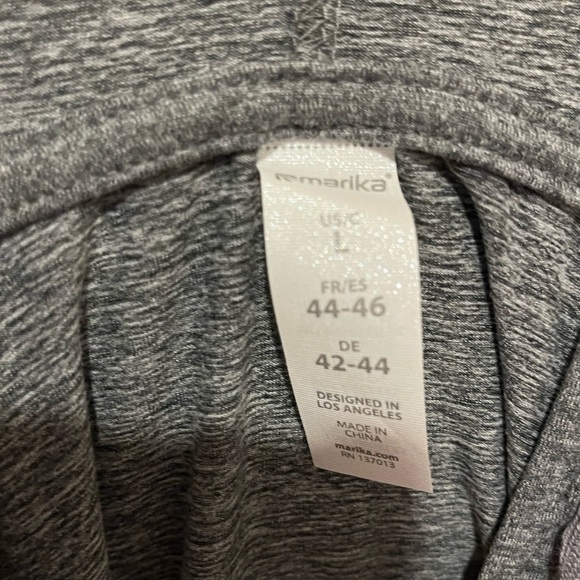 marika®
US/C
L
FR/ES
44-46
DE
42-44
DESIGNED IN
LOS ANGELES
MADE IN
CHINA
marika.com
RN 137013